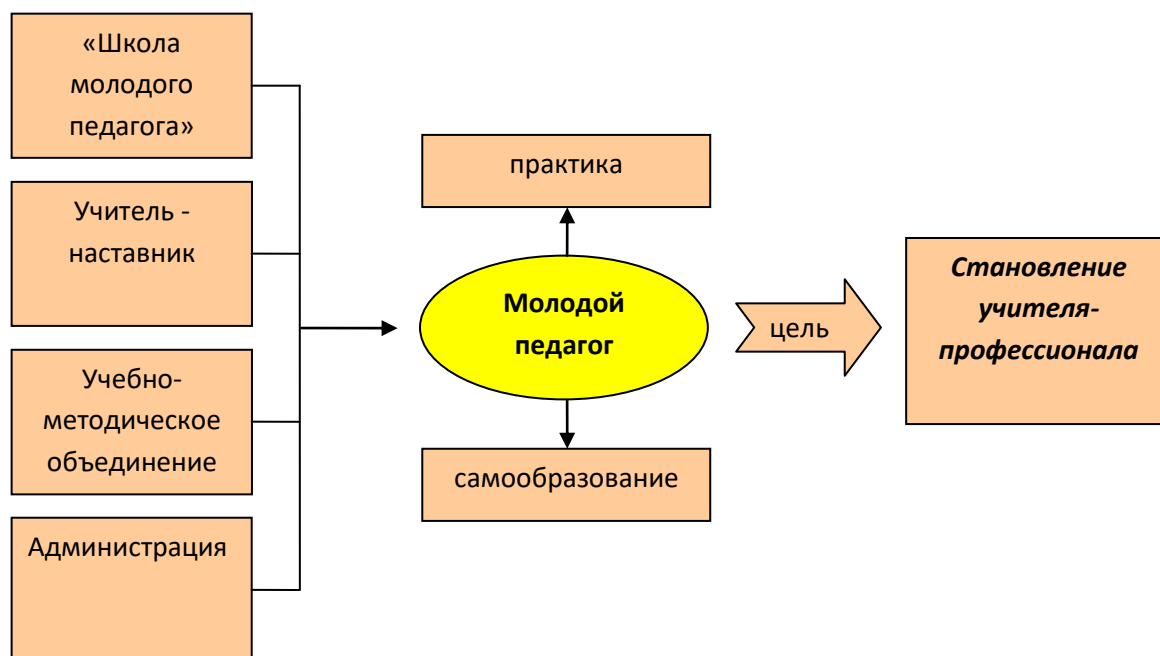 «Школа
молодого
педагога»
Учитель -
наставник
Учебно-
методическое
объединение
Администрация
практика
Молодой
педагог
самообразование
цель
Становление
учителя-
профессионала